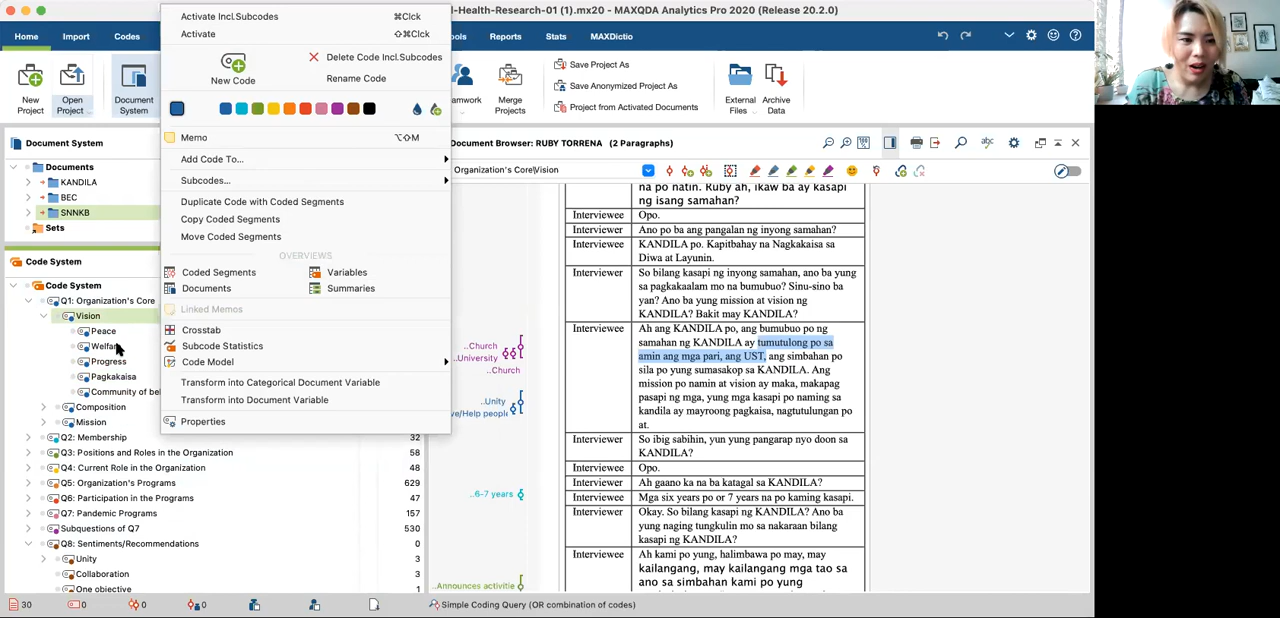 Activate Incl.Subcodes ⌘Clck
l-Health-Research-01 (1).mx20 - MAXQDA Analytics Pro 2020 (Release 20.2.0)
Activate ⇧⌘Clck
Home Import Codes
ools Reports Stats MAXDictio
New Code
Delete Code Incl.Subcodes
Rename Code
New Project
Open Project
Document System
amwork
Merge Projects
Save Project As
Save Anonymized Project As
Project from Activated Documents
External Files
Archive Data
Document System
Documents
KANDILA
BEC
SNNKB
Sets
Memo ⌥⇧M
Add Code To...
Subcodes...
Duplicate Code with Coded Segments
Copy Coded Segments
Move Coded Segments
OVERVIEWS
Coded Segments Variables
Documents Summaries
Linked Memos
Crosstab
Subcode Statistics
Code Model
Transform into Categorical Document Variable
Transform into Document Variable
Properties
Code System
Code System
Q1: Organization's Core
Vision
Peace
Welfar
Progress
Pagkakaisa
Community of bel
Composition
Mission
Q2: Membership 32
Q3: Positions and Roles in the Organization 58
Q4: Current Role in the Organization 48
Q5: Organization's Programs 629
Q6: Participation in the Programs 47
Q7: Pandemic Programs 157
Subquestions of Q7 530
Q8: Sentiments/Recommendations 0
Unity 3
Collaboration 3
One objective 1
Document Browser: RUBY TORRENA (2 Paragraphs)
Organization's Core\Vision
na po natin. Ruby ah, ikaw ba ay kasapi
ng isang samahan?
Interviewee Opo.
Interviewee Ano po ba ang pangalan ng inyong samahan?
Interviewee KANDILA po. Kapitbahay na Nagkakaisa sa
Diwa at Layunin.
Interviewee So bilang kasapi ng inyong samahan, ano ba yung
sa pagkakaalam mo na bumubuo? Sinu-sino ba
yan? Ano ba yung mission at vision ng
KANDILA? Bakit may KANDILA?
Interviewee Ah ang KANDILA po, ang bumubuo po ng
samahan ng KANDILA ay tumutulong po sa
amin ang mga pari, ang UST, ang simbahan po
sila po yung sumasakop sa KANDILA. Ang
mission po namin at vision ay maka, makapag
pasapi ng mga, yung mga kasapi po naming sa
kandila ay mayroong pagkaisa, nagtutulungan po
at.
Interviewer So ibig sabihin, yun yung pangarap nyo doon sa
KANDILA?
Interviewee Opo.
Interviewee Ah gaano ka na ba katagal sa KANDILA?
Interviewee Mga six years po or 7 years na po kaming kasapi.
Interviewee Okay. So bilang kasapi ng KANDILA? Ano ba
yung naging tungkulin mo sa nakaraan bilang
kasapi ng KANDILA?
Interviewee Ah kami po yung, halimbawa po may, may
kailangang, may kailangang mga tao sa
ano sa simbahan kami po yung
..Church
University
..Church
..Unity
ve/Help people
..6-7 years
..Announces activitie
30 0 0 0
Simple Coding Query (OR combination of codes)